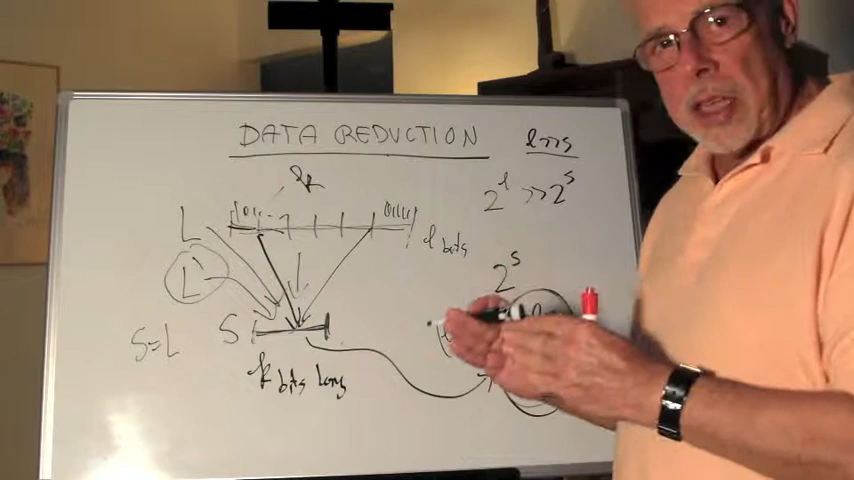 DATA REDUCTION
l>>s
2^l >> 2^s
L
l bits
L
2^s
S=L
S
k bits long